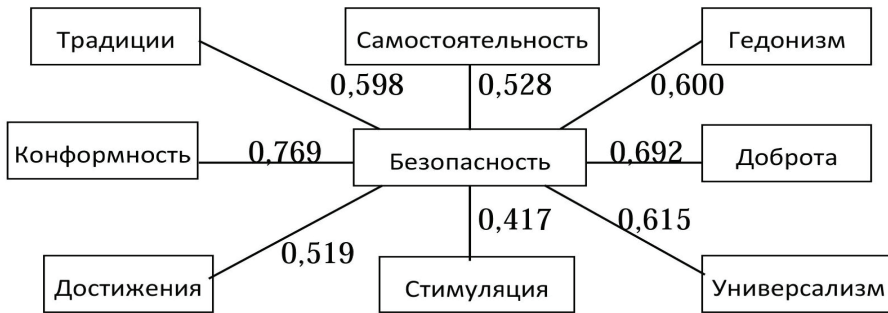 Традиции
Самостоятельность
Гедонизм
0,598
0,528
0,600
Конформность
0,769
Безопасность
0,692
Доброта
0,519
0,417
0,615
Достижения
Стимуляция
Универсализм